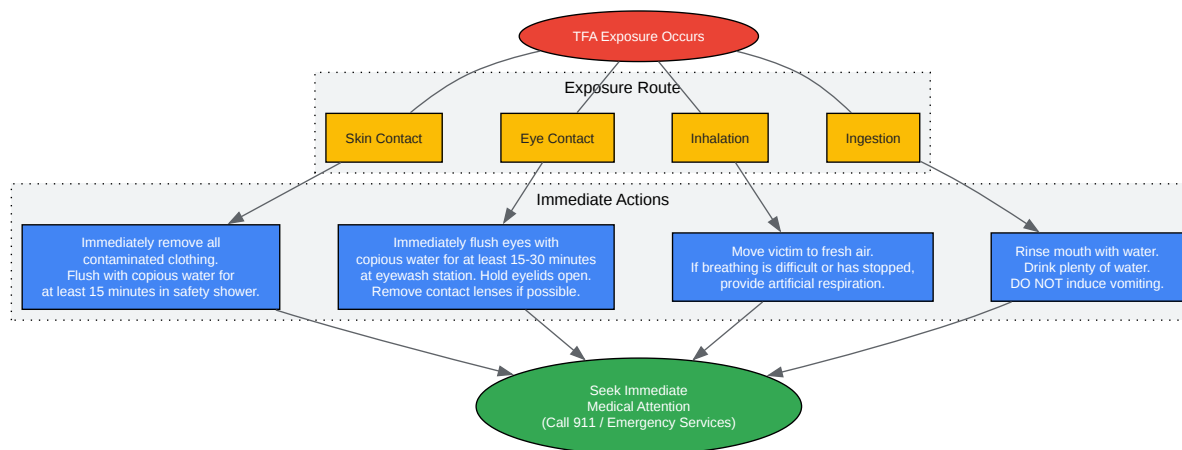 TFA Exposure Occurs
Exposure Route
Skin Contact
Eye Contact
Inhalation
Ingestion
Immediate Actions
Immediately remove all
contaminated clothing.
Flush with copious water for
at least 15 minutes in safety shower.
Immediately flush eyes with
copious water for at least 15-30 minutes
at eyewash station. Hold eyelids open.
Remove contact lenses if possible.
Move victim to fresh air.
If breathing is difficult or has stopped,
provide artificial respiration.
Rinse mouth with water.
Drink plenty of water.
DO NOT induce vomiting.
Seek Immediate
Medical Attention
(Call 911 / Emergency Services)